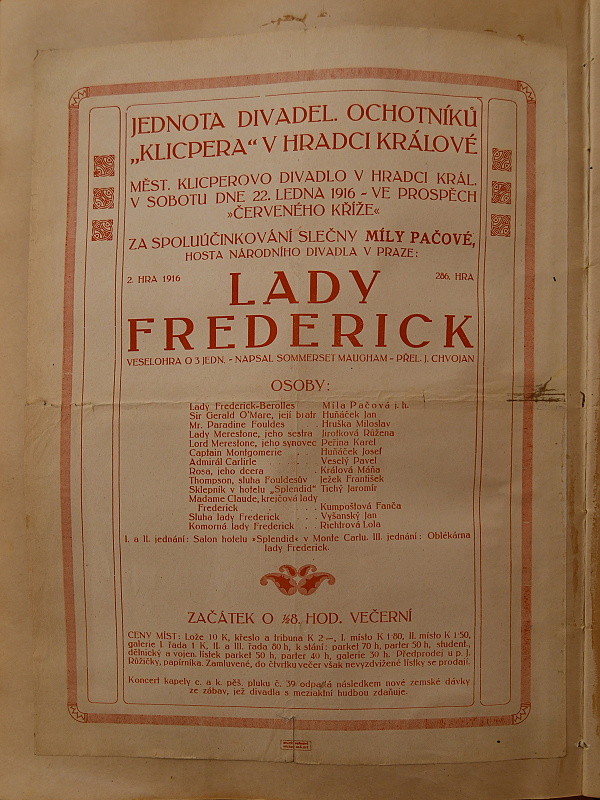 JEDNOTA DIVADEL. OCHOTNÍKŮ
„KLICPERA“ V HRADCI KRÁLOVÉ
MĚST. KLICPEROVO DIVADLO V HRADCI KRÁL.
V SOBOTU DNE 22. LEDNA 1916 - VE PROSPĚCH
»ČERVENÉHO KŘÍŽE«
ZA SPOLUÚČINKOVÁNÍ SLEČNY MÍLY PAČOVÉ,
HOSTA NÁRODNÍHO DIVADLA V PRAZE:
2. HRA 1916 286. HRA
LADY
FREDERICK
VESELOHRA O 3 JEDN. - NAPSAL SOMMERSET MAUGHAM - PŘEL. J. CHVOJAN
OSOBY:
Lady Frederick-Berolles Míla Pačová j. h.
Sir Gerald O'Mare, její bratr Huňáček Jan
Mr. Paradine Fouldes . Hruška Miloslav
Lady Merestone, jeho sestra Jirotková Růžena
Lord Merestone, jeho synovec Peřina Karel
Captain Montgomerie . . Huňáček Josef
Admirál Carlirle . . . . Veselý Pavel
Rosa, jeho dcera . . . Králová Máňa
Thompson, sluha Fouldesův Ježek František
Sklepník v hotelu „Splendid“ Tichý Jaromír
Madame Claude, krejčová lady
Frederick . . . . Kumpoštová Fanča
Sluha lady Frederick . . Vyšanský Jan
Komorná lady Frederick . . Richtrová Lola
I. a II. jednání: Salon hotelu »Splendid« v Monte Carlu. III. jednání: Oblékárna
lady Frederick.
ZAČÁTEK O ½8. HOD. VEČERNÍ
CENY MÍST: Lože 10 K, křeslo a tribuna K 2—, I. místo K 1·80, II. místo K 1·50,
galerie I. řada 1 K, II. a III. řada 80 h, k stání: parket 70 h, parter 50 h, student.,
dělnický a vojen. lístek parket 50 h, parter 40 h, galerie 30 h. Předprodej u p. J.
Růžičky, papírníka. Zamluvené, do čtvrtku večer však nevyzdvižené lístky se prodají.
Koncert kapely c. a k. pěš. pluku č. 39 odpadá následkem nové zemské dávky
ze zábav, jež divadla s meziaktní hudbou zdaňuje.